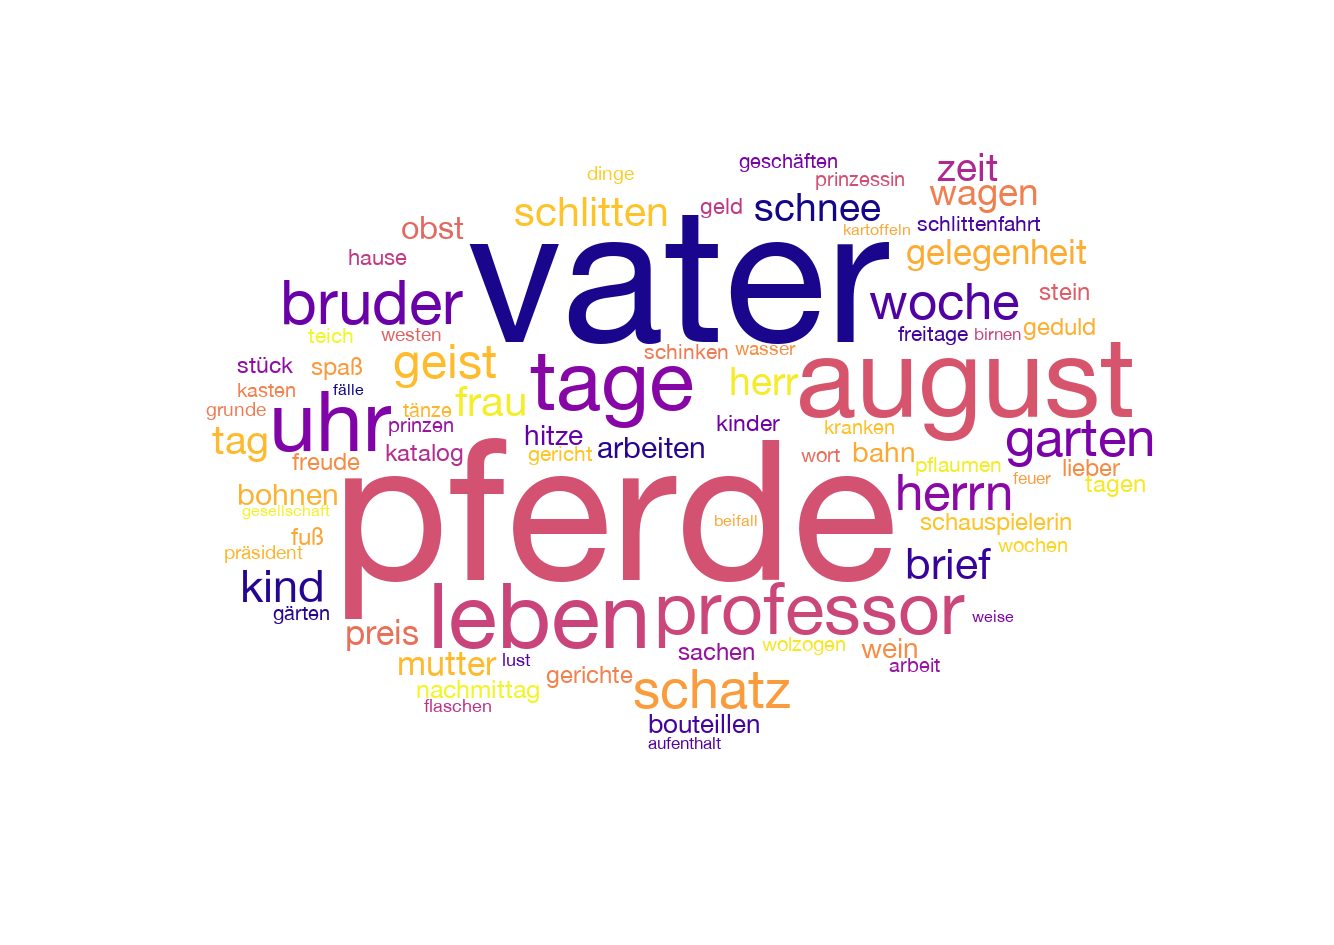 geschäften
zeit
dinge
prinzessin
wagen
schlitten
geld
schnee
schlittenfahrt
obst
kartoffeln
gelegenheit
hause
vater
bruder
woche
stein
teich
westen
freitage
birnen
geduld
stück
spaß
geist
schinken
wasser
kasten
fälle
tage
herr
august
grunde
uhr
tänze
frau
prinzen
kinder
kranken
tag
katalog
hitze
arbeiten
garten
freude
gericht
wort
bahn
pflaumen
lieber
bohnen
herrn
feuer
tagen
gesellschaft
pferde
beifall
schauspielerin
fuß
wochen
präsident
brief
kind
gärten
leben
professor
weise
preis
sachen
wolzogen
wein
mutter
lust
gerichte
arbeit
nachmittag
schatz
flaschen
bouteillen
aufenthalt